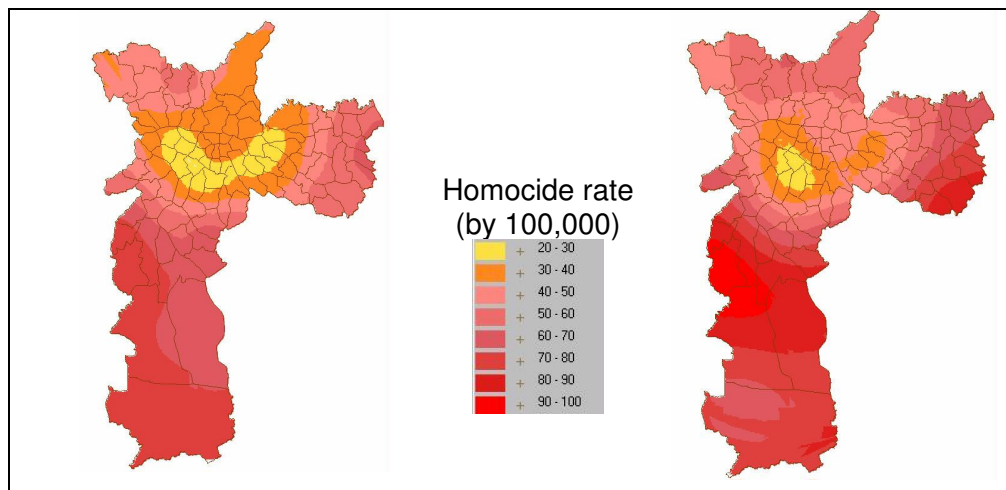 Homocide rate
(by 100,000)
+ 20 - 30
+ 30 - 40
+ 40 - 50
+ 50 - 60
+ 60 - 70
+ 70 - 80
+ 80 - 90
+ 90 - 100